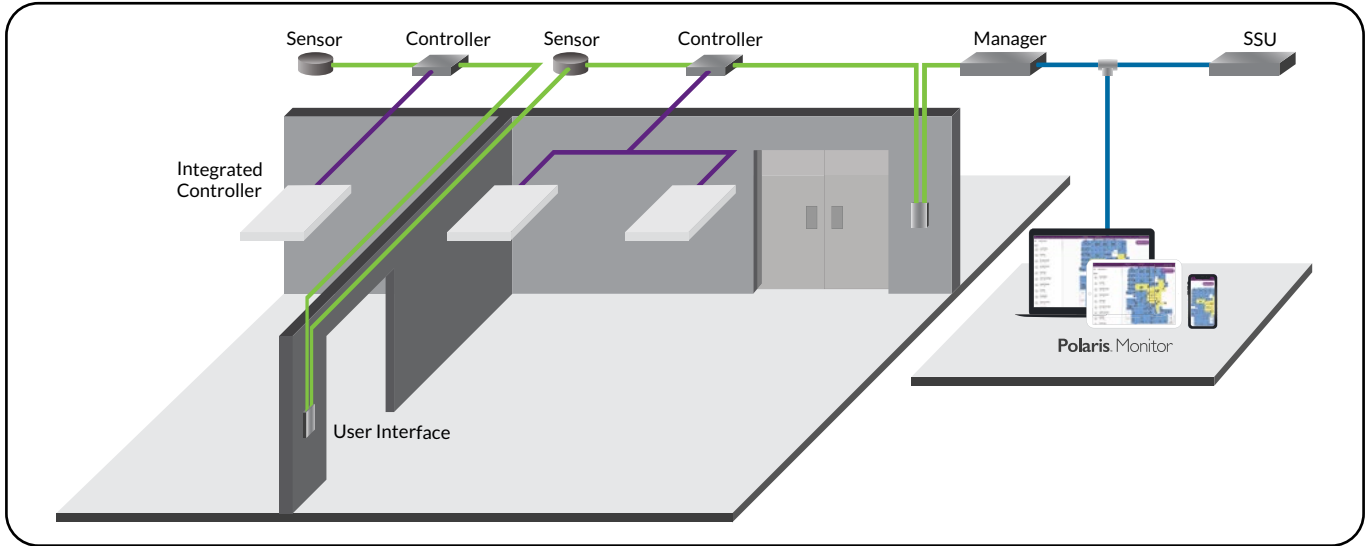 Sensor
Controller
Sensor
Controller
Manager
SSU
Integrated
Controller
User Interface
Polaris. Monitor